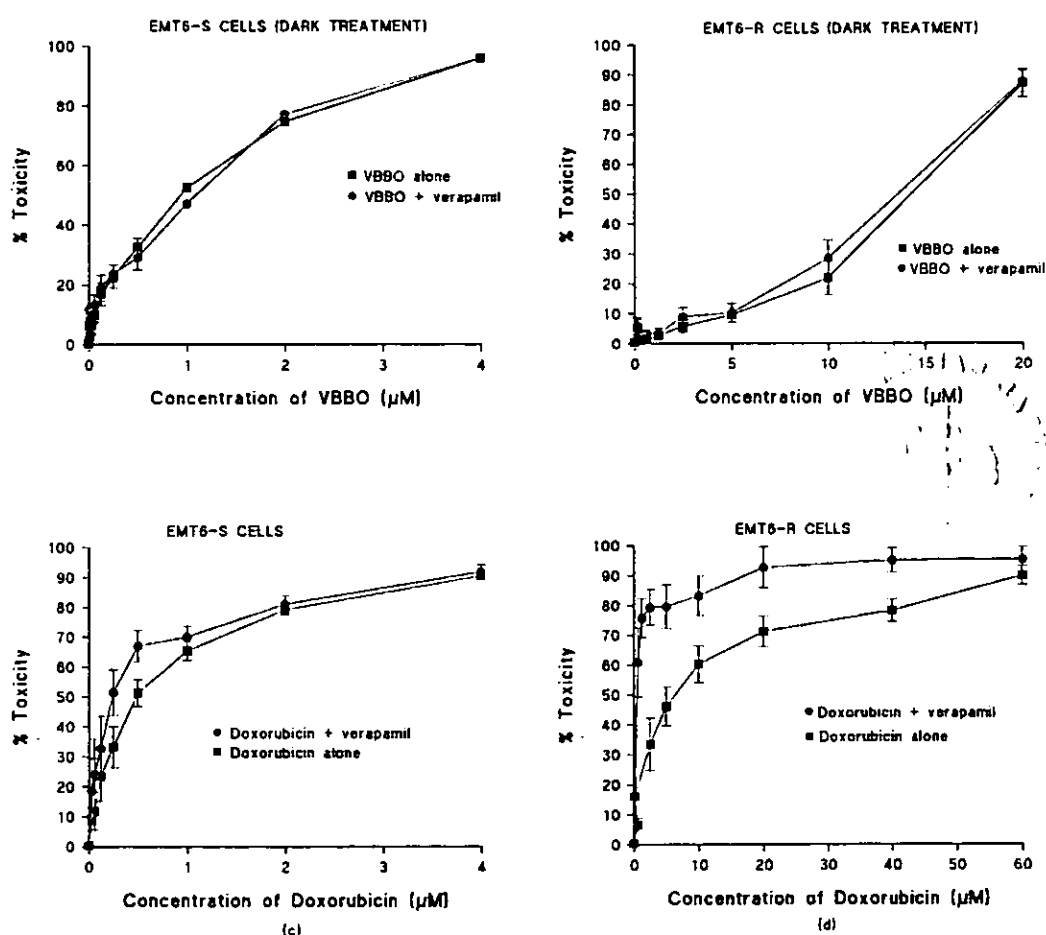 EMT6-S CELLS (DARK TREATMENT)
100
80
60
40
20
0
% Toxicity
■ VBBO alone
● VBBO + verapamil
0 1 2 3 4
Concentration of VBBO (µM)
EMT6-R CELLS (DARK TREATMENT)
100
90
80
70
60
50
40
30
20
10
0
% Toxicity
■ VBBO alone
● VBBO + verapamil
0 5 10 15 20
Concentration of VBBO (µM)
EMT6-S CELLS
100
90
80
70
60
50
40
30
20
10
0
% Toxicity
● Doxorubicin + verapamil
■ Doxorubicin alone
0 1 2 3 4
Concentration of Doxorubicin (µM)
(c)
EMT6-R CELLS
100
90
80
70
60
50
40
30
20
10
0
% Toxicity
● Doxorubicin + verapamil
■ Doxorubicin alone
0 10 20 30 40 50 60
Concentration of Doxorubicin (µM)
(d)